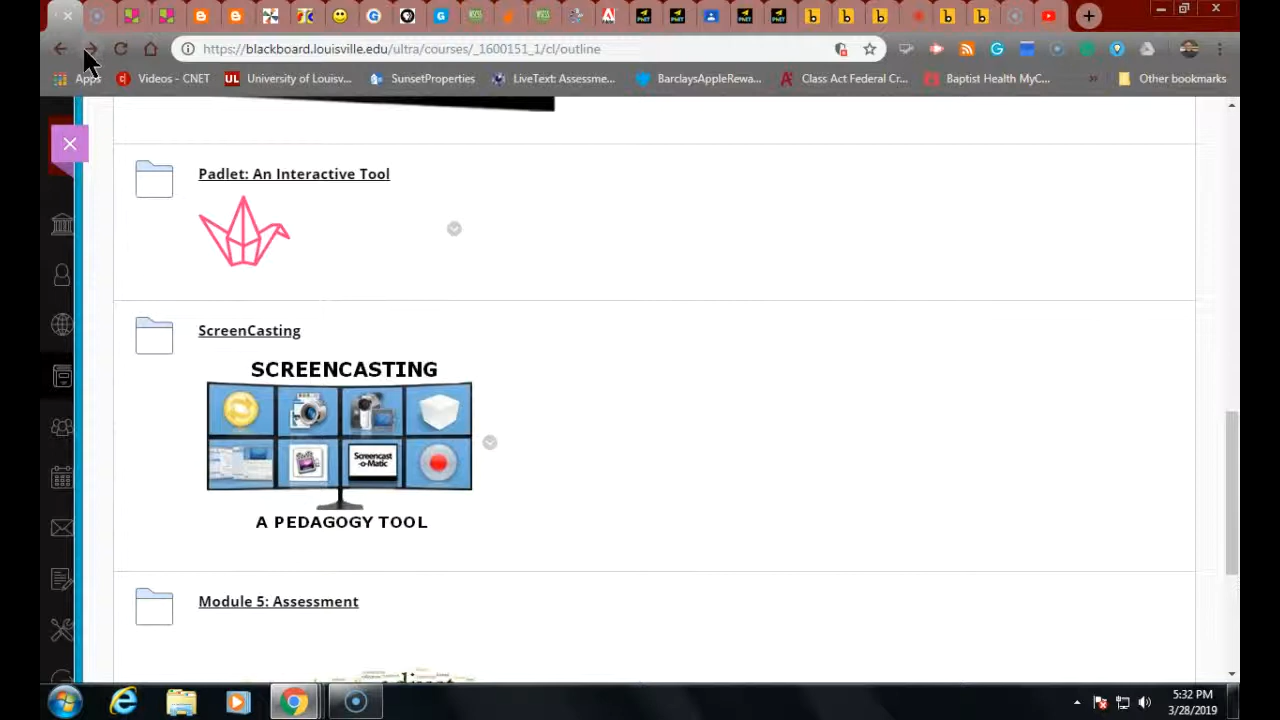 https://blackboard.louisville.edu/ultra/courses/_1600151_1/cl/outline
Apps
Videos - CNET
UL
University of Louisv...
SunsetProperties
LiveText: Assessme...
BarclaysAppleRewa...
Class Act Federal Cr...
Baptist Health MyC...
»
Other bookmarks
Padlet: An Interactive Tool
ScreenCasting
SCREENCASTING
Screencast
-o-Matic
A PEDAGOGY TOOL
Module 5: Assessment
5:32 PM
3/28/2019